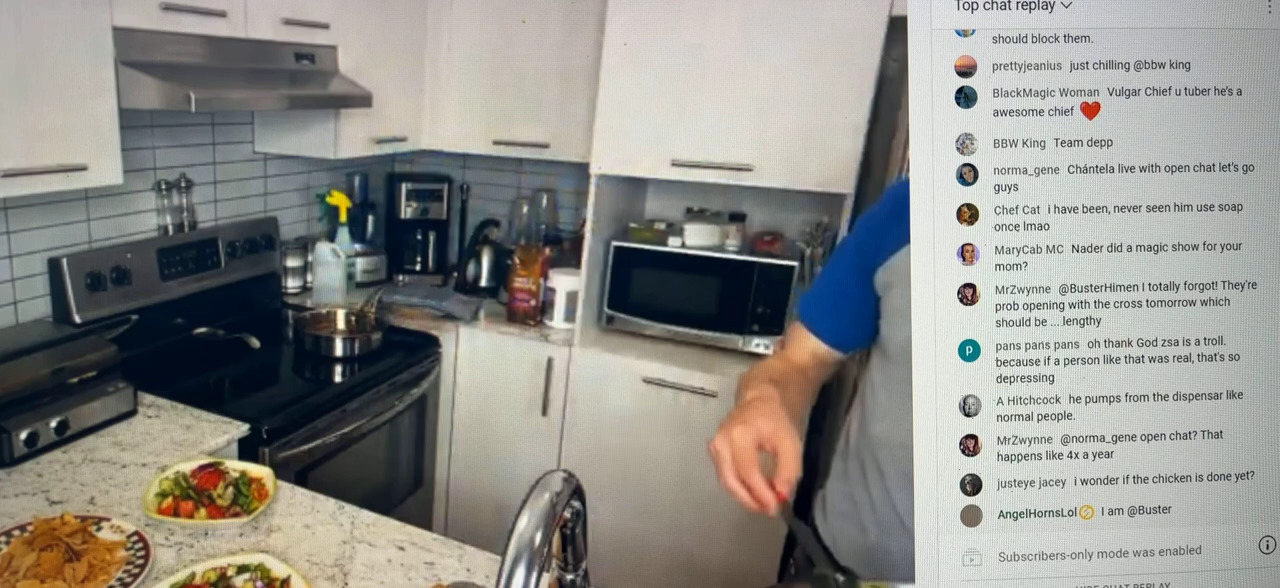 Top chat replay
should block them.
prettyjeanius just chilling @bbw king
BlackMagic Woman Vulgar Chief u tuber he's a
awesome chief ❤️
BBW King Team depp
norma_gene Chántela live with open chat let's go
guys
Chef Cat i have been, never seen him use soap
once lmao
MaryCab MC Nader did a magic show for your
mom?
MrZwynne @BusterHimen I totally forgot! They're
prob opening with the cross tomorrow which
should be ... lengthy
P
pans pans pans oh thank God zsa is a troll.
because if a person like that was real, that's so
depressing
A Hitchcock he pumps from the dispensar like
normal people.
MrZwynne @norma_gene open chat? That
happens like 4x a year
justeye jacey i wonder if the chicken is done yet?
AngelHornsLol I am @Buster
Subscribers-only mode was enabled
HIDE CHAT REPLAY